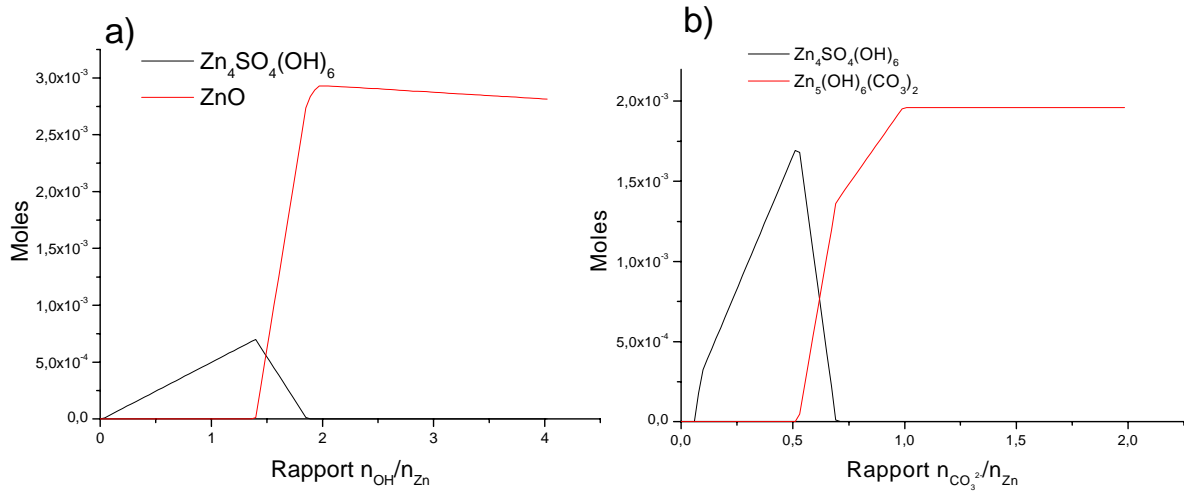 a)
Zn4SO4(OH)6
ZnO
3,0x10-3
2,5x10-3
2,0x10-3
1,5x10-3
1,0x10-3
5,0x10-4
0,0
0
1
2
3
4
Moles
Rapport nOH/nZn
b)
Zn4SO4(OH)6
Zn5(OH)6(CO3)2
2,0x10-3
1,5x10-3
1,0x10-3
5,0x10-4
0,0
0,0
0,5
1,0
1,5
2,0
Moles
Rapport nCO32-/nZn